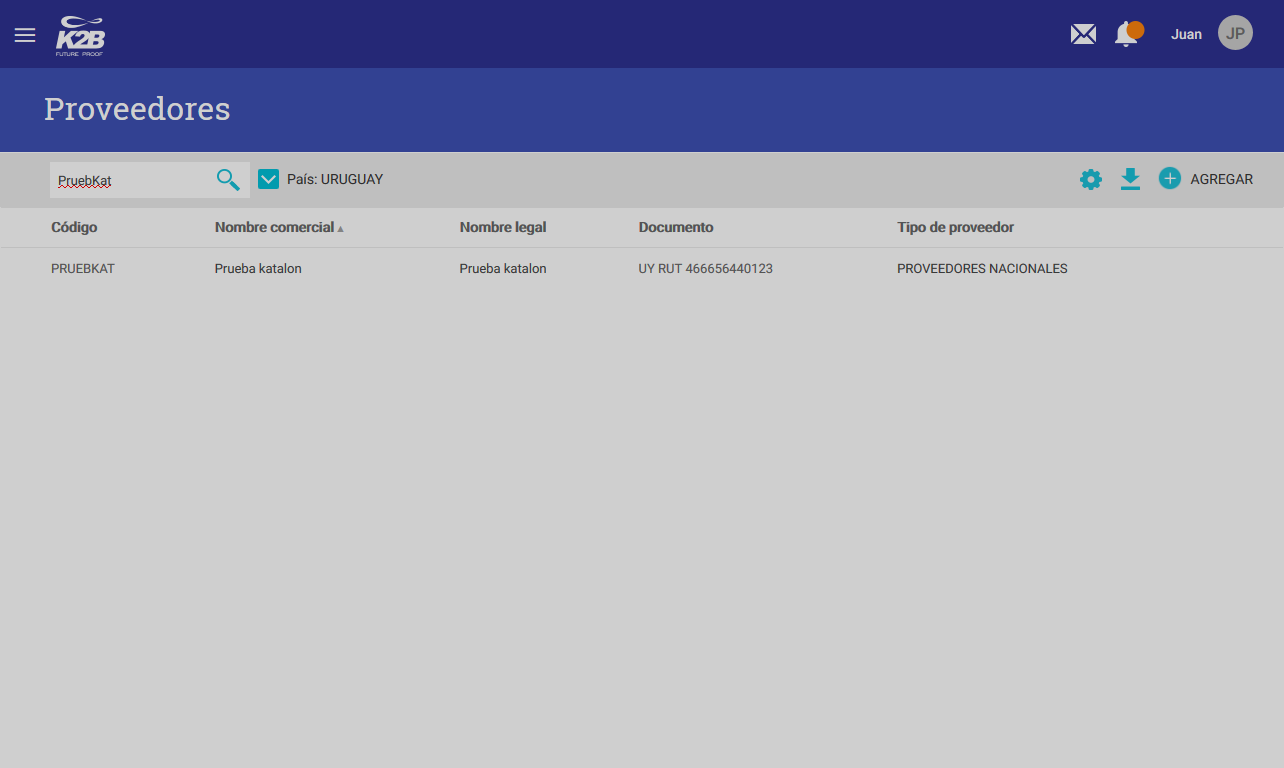 K2B
FUTURE PROOF
Juan
JP
Proveedores
PruebKat
País: URUGUAY
AGREGAR
Código Nombre comercial Nombre legal Documento Tipo de proveedor
PRUEBKAT Prueba katalon Prueba katalon UY RUT 466656440123 PROVEEDORES NACIONALES